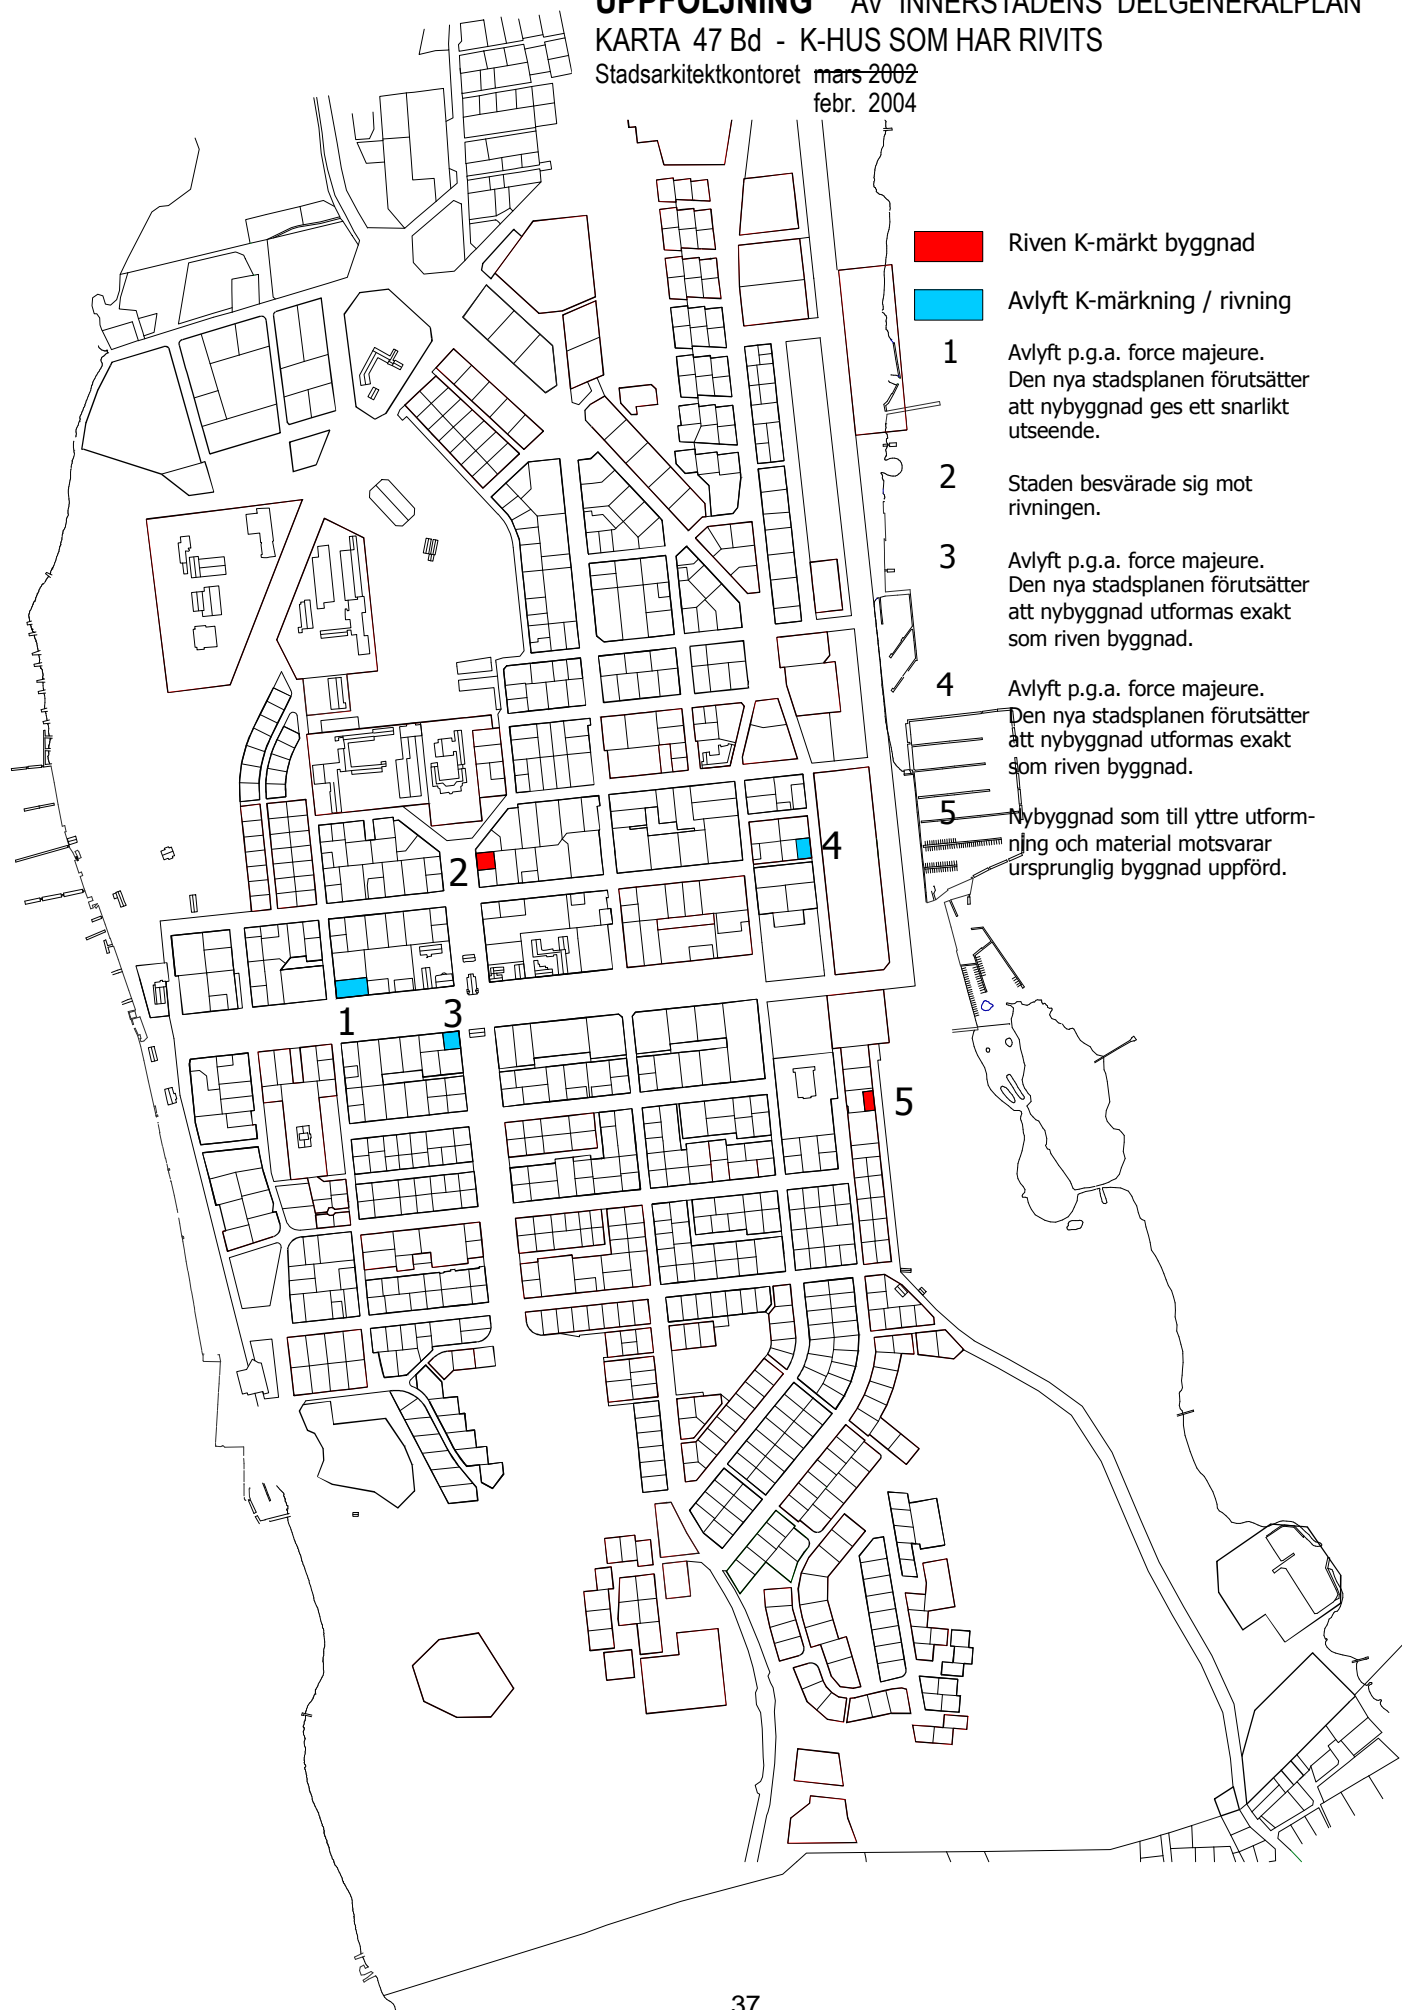 UPPFÖLJNING AV INNERSTADENS DELGENERALPLAN
KARTA 47 Bd - K-HUS SOM HAR RIVITS
Stadsarkitektkontoret mars 2002
febr. 2004
Riven K-märkt byggnad
Avlyft K-märkning / rivning
1 Avlyft p.g.a. force majeure.
Den nya stadsplanen förutsätter
att nybyggnad ges ett snarlikt
utseende.
2 Staden besvärade sig mot
rivningen.
3 Avlyft p.g.a. force majeure.
Den nya stadsplanen förutsätter
att nybyggnad utformas exakt
som riven byggnad.
4 Avlyft p.g.a. force majeure.
Den nya stadsplanen förutsätter
att nybyggnad utformas exakt
som riven byggnad.
5 Nybyggnad som till yttre utform-
ning och material motsvarar
ursprunglig byggnad uppförd.
4
2
1
3
5
37